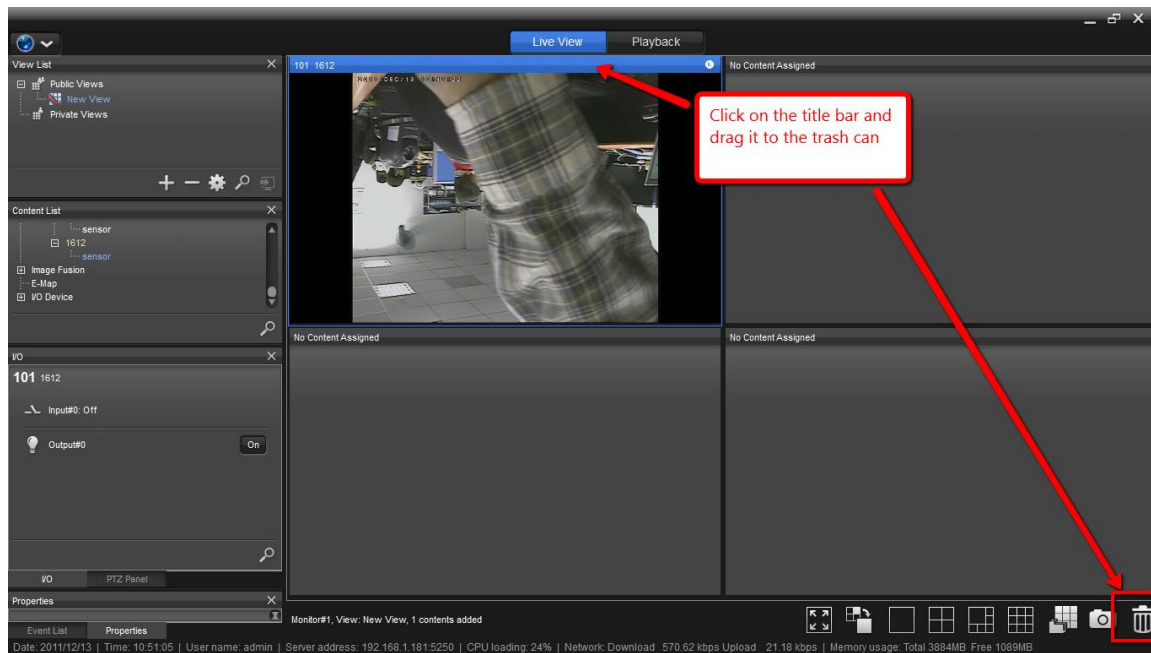 Live View Playback
View List
Public Views
New View
Private Views
Content List
sensor
1612
sensor
Image Fusion
E-Map
I/O Device
I/O
101 1612
Input#0: Off
Output#0 On
I/O PTZ Panel
Properties
Event List Properties
101 1612
No Content Assigned
Click on the title bar and
drag it to the trash can
No Content Assigned
No Content Assigned
Monitor#1, View: New View, 1 contents added
Date: 2011/12/13 | Time: 10:51:05 | User name: admin | Server address: 192.168.1.181:5250 | CPU loading: 24% | Network: Download 570.62 kbps Upload 21.18 kbps | Memory usage: Total 3884MB Free 1089MB